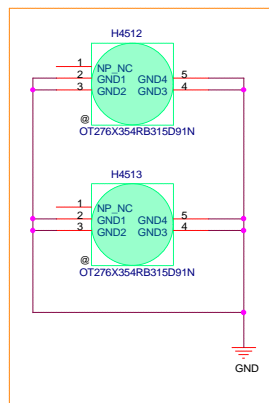 H4512
1 NP_NC
2 GND1 GND4 5
3 GND2 GND3 4
@
OT276X354RB315D91N
H4513
1 NP_NC
2 GND1 GND4 5
3 GND2 GND3 4
@
OT276X354RB315D91N
GND